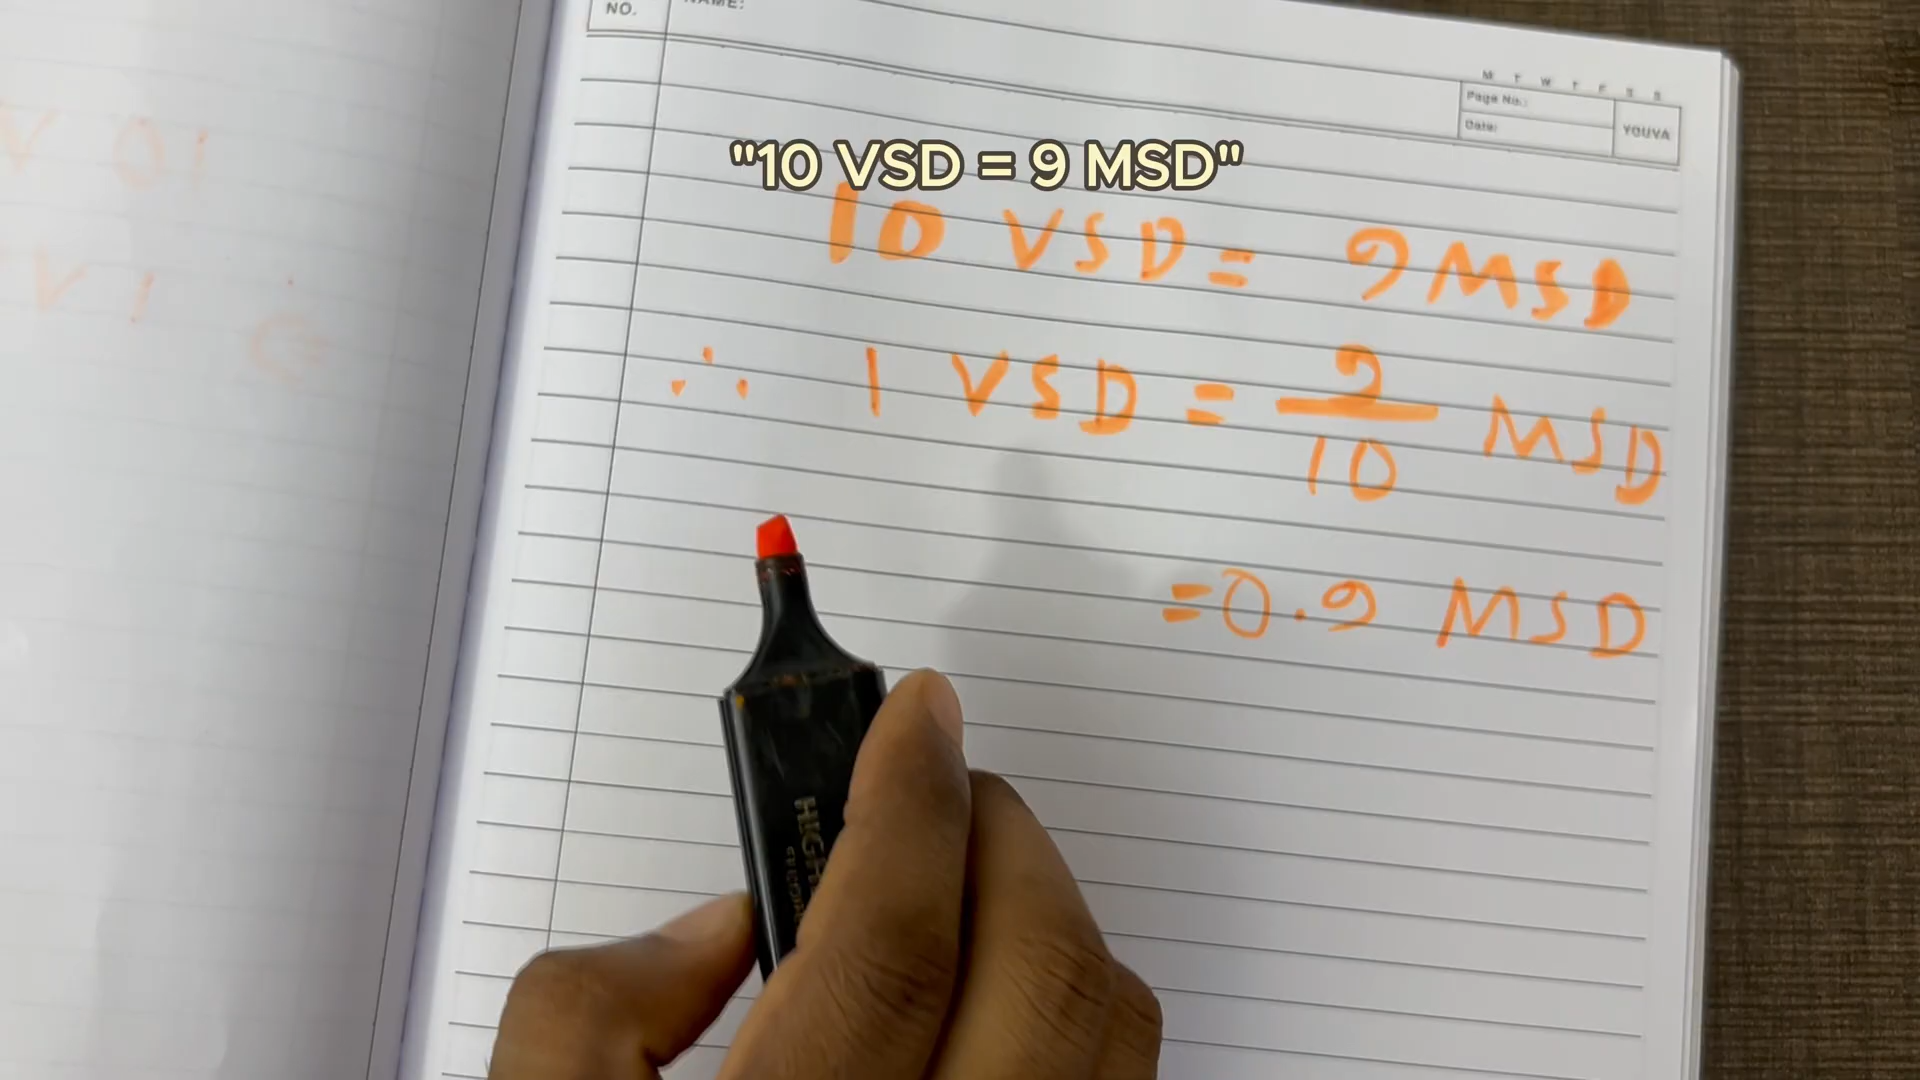 NO.
NAME:
M T W T F S S
Page No.:
Date:
YOUVA
"10 VSD = 9 MSD"
10 VSD = 9 MSD
∴ 1 VSD = 9/10 MSD
= 0.9 MSD